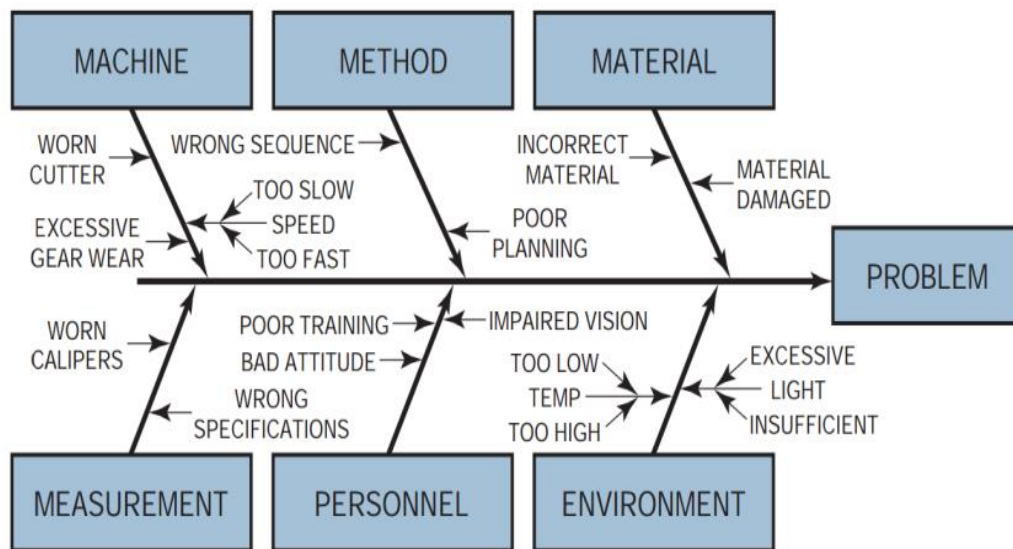 MACHINE
METHOD
MATERIAL
WORN
CUTTER
EXCESSIVE
GEAR WEAR
TOO SLOW
SPEED
TOO FAST
WRONG SEQUENCE
POOR
PLANNING
INCORRECT
MATERIAL
MATERIAL
DAMAGED
PROBLEM
WORN
CALIPERS
WRONG
SPECIFICATIONS
POOR TRAINING
BAD ATTITUDE
IMPAIRED VISION
TOO LOW
TEMP
TOO HIGH
EXCESSIVE
LIGHT
INSUFFICIENT
MEASUREMENT
PERSONNEL
ENVIRONMENT